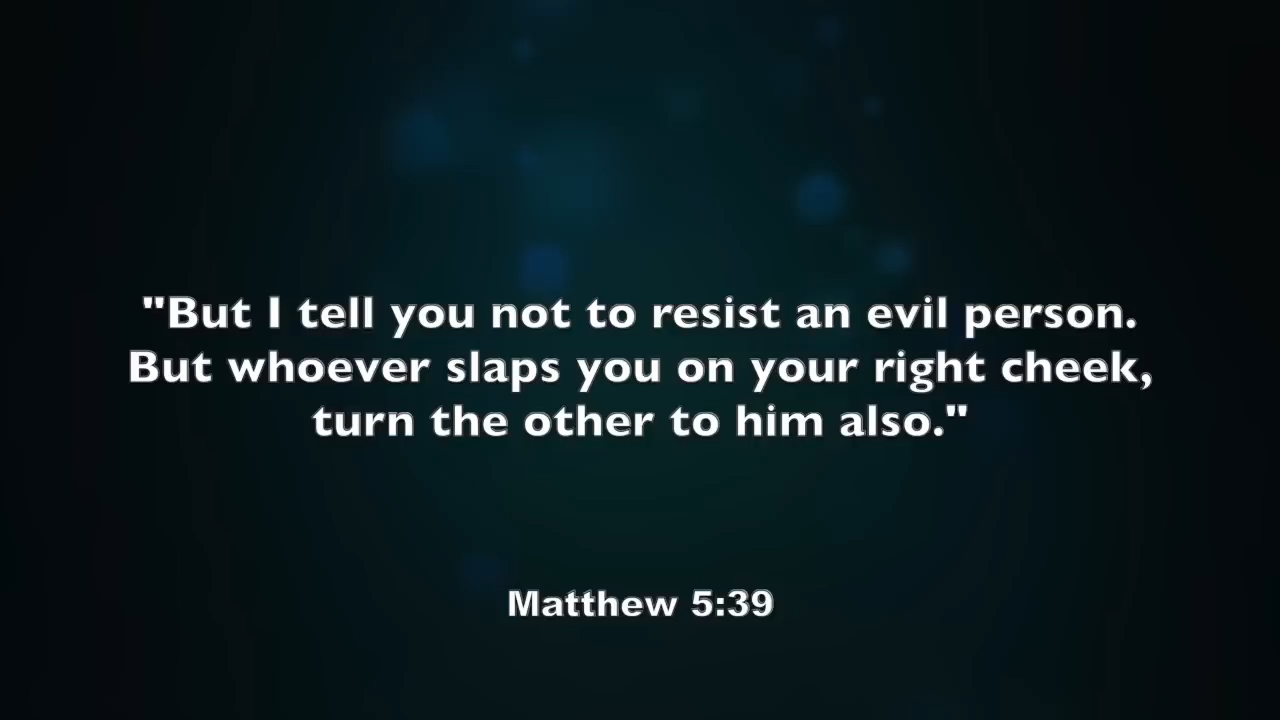 "But I tell you not to resist an evil person.
But whoever slaps you on your right cheek,
turn the other to him also."
Matthew 5:39